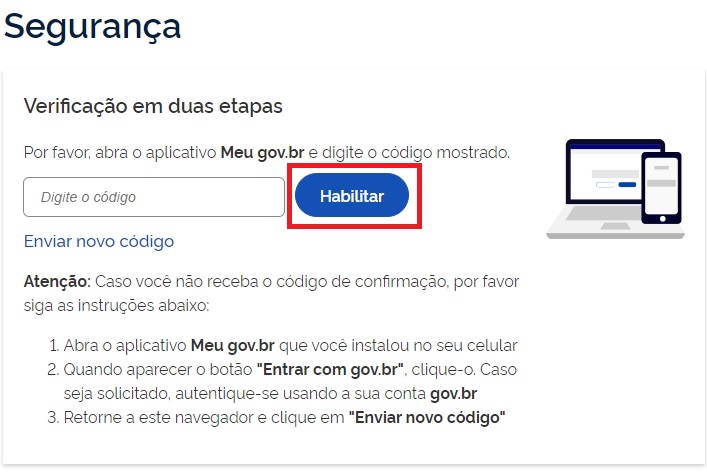 Segurança
Verificação em duas etapas
Por favor, abra o aplicativo Meu gov.br e digite o código mostrado.
Digite o código
Habilitar
Enviar novo código
Atenção: Caso você não receba o código de confirmação, por favor
siga as instruções abaixo:
1. Abra o aplicativo Meu gov.br que você instalou no seu celular
2. Quando aparecer o botão "Entrar com gov.br", clique-o. Caso
seja solicitado, autentique-se usando a sua conta gov.br
3. Retorne a este navegador e clique em "Enviar novo código"